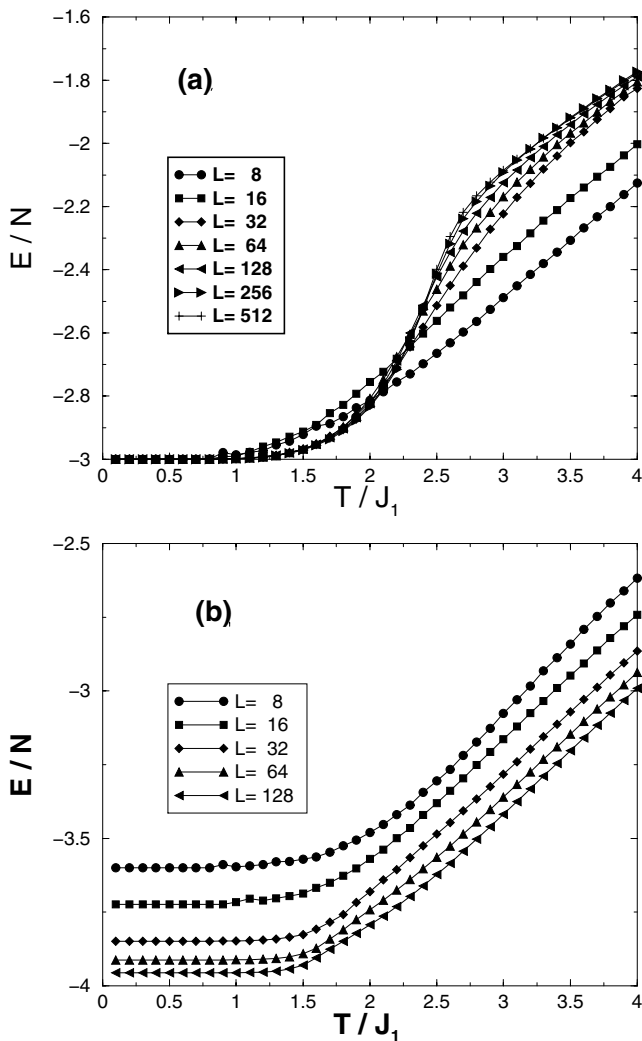 −1.6
−1.8
−2
−2.2
−2.4
−2.6
−2.8
−3
E / N
(a)
L= 8
L= 16
L= 32
L= 64
L= 128
L= 256
L= 512
0 0.5 1 1.5 2 2.5 3 3.5 4
T / J1
−2.5
−3
−3.5
−4
E / N
(b)
L= 8
L= 16
L= 32
L= 64
L= 128
0 0.5 1 1.5 2 2.5 3 3.5 4
T / J1